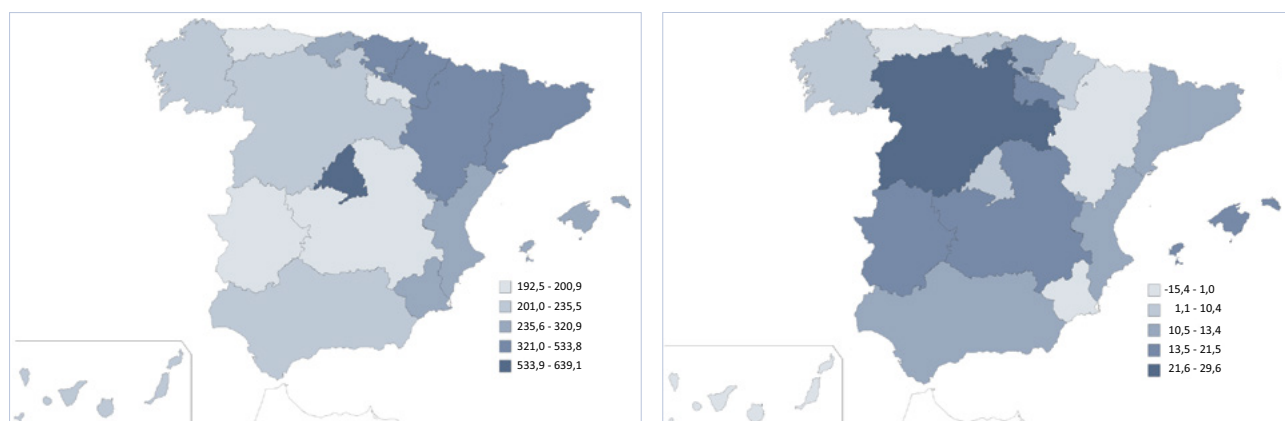 192,5 - 200,9
201,0 - 235,5
235,6 - 320,9
321,0 - 533,8
533,9 - 639,1
-15,4 - 1,0
1,1 - 10,4
10,5 - 13,4
13,5 - 21,5
21,6 - 29,6